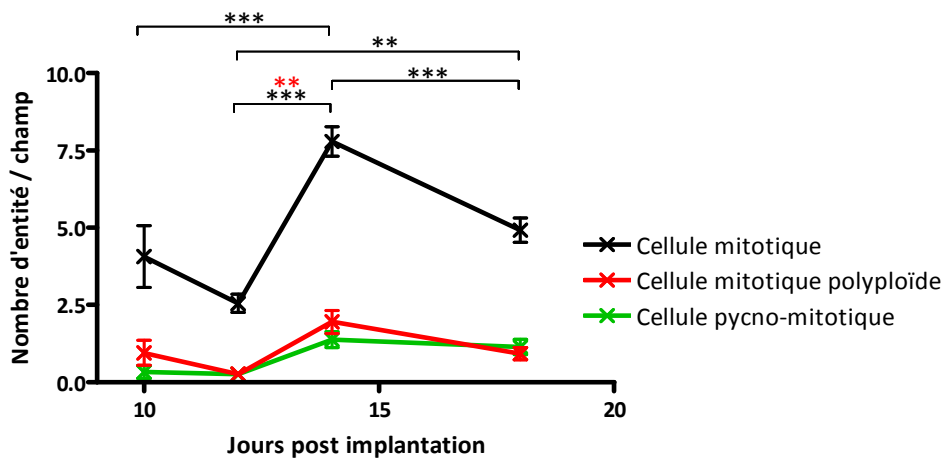 ***
**
**
***
***
10.0
7.5
5.0
2.5
0.0
Nombre d'entité / champ
10
15
20
Jours post implantation
Cellule mitotique
Cellule mitotique polyploïde
Cellule pycno-mitotique